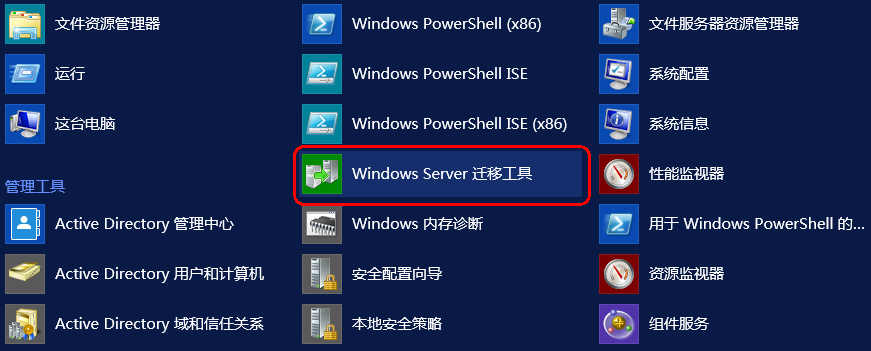 文件资源管理器
运行
这台电脑
管理工具
Active Directory 管理中心
Active Directory 用户和计算机
Active Directory 域和信任关系
Windows PowerShell (x86)
Windows PowerShell ISE
Windows PowerShell ISE (x86)
Windows Server 迁移工具
Windows 内存诊断
安全配置向导
本地安全策略
文件服务器资源管理器
系统配置
系统信息
性能监视器
用于 Windows PowerShell 的...
资源监视器
组件服务